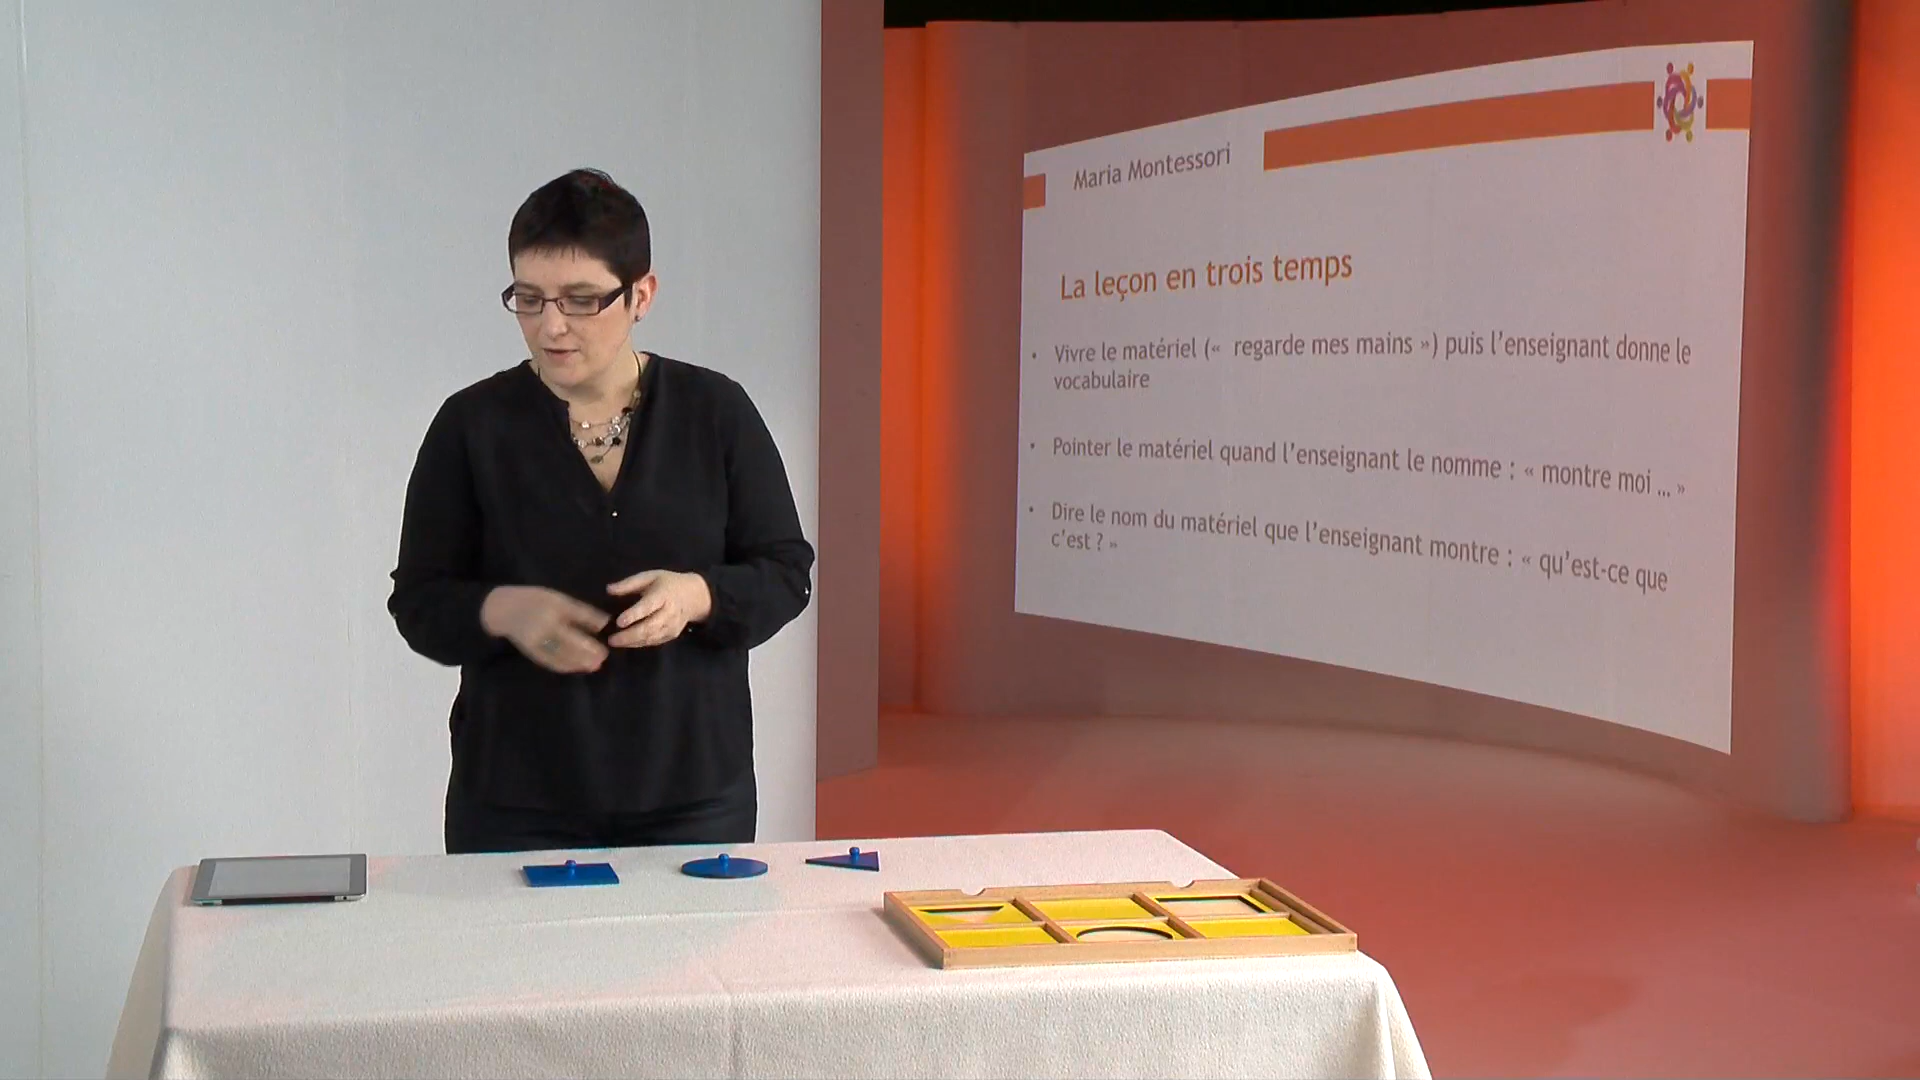 Maria Montessori
La leçon en trois temps
• Vivre le matériel («  regarde mes mains ») puis l’enseignant donne le
vocabulaire
• Pointer le matériel quand l’enseignant le nomme : « montre moi … »
• Dire le nom du matériel que l’enseignant montre : « qu’est-ce que
c’est ? »